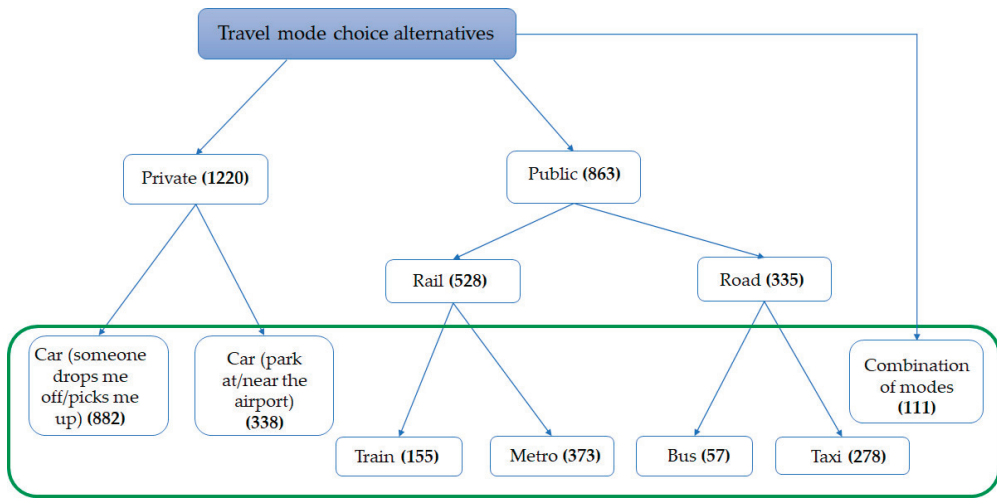 Travel mode choice alternatives
Private (1220)
Public (863)
Rail (528)
Road (335)
Car (someone
drops me
off/picks me
up) (882)
Car (park
at/near the
airport)
(338)
Combination
of modes
(111)
Train (155)
Metro (373)
Bus (57)
Taxi (278)